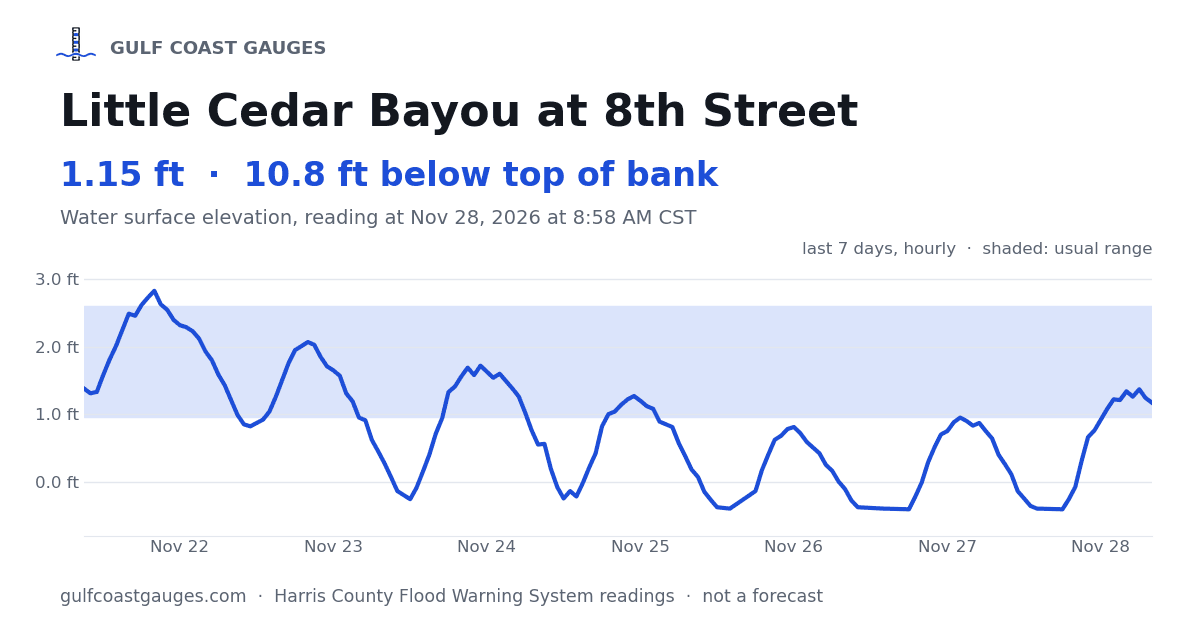 GULF COAST GAUGES
Little Cedar Bayou at 8th Street
1.15 ft · 10.8 ft below top of bank
Water surface elevation, reading at Nov 28, 2026 at 8:58 AM CST
last 7 days, hourly · shaded: usual range
3.0 ft
2.0 ft
1.0 ft
0.0 ft
Nov 22 Nov 23 Nov 24 Nov 25 Nov 26 Nov 27 Nov 28
gulfcoastgauges.com · Harris County Flood Warning System readings · not a forecast